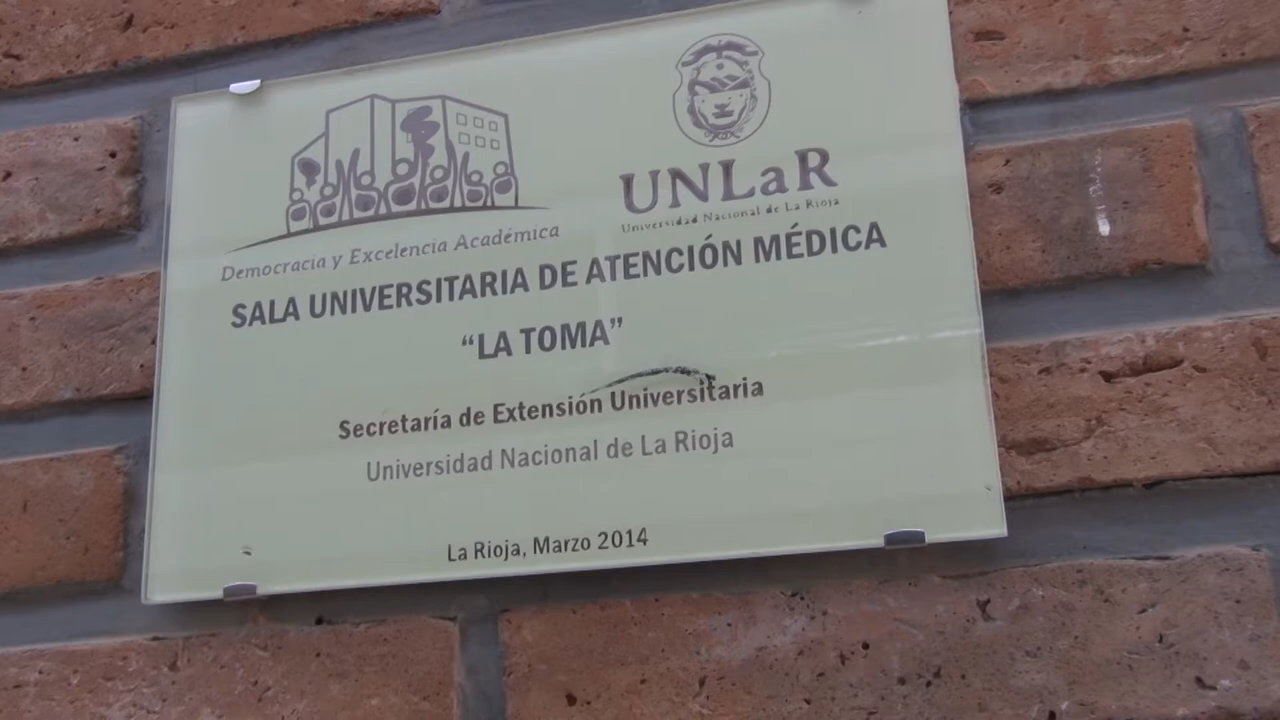 Democracia y Excelencia Académica
UNLaR
Universidad Nacional de La Rioja
SALA UNIVERSITARIA DE ATENCIÓN MÉDICA
“LA TOMA”
Secretaría de Extensión Universitaria
Universidad Nacional de La Rioja
La Rioja, Marzo 2014